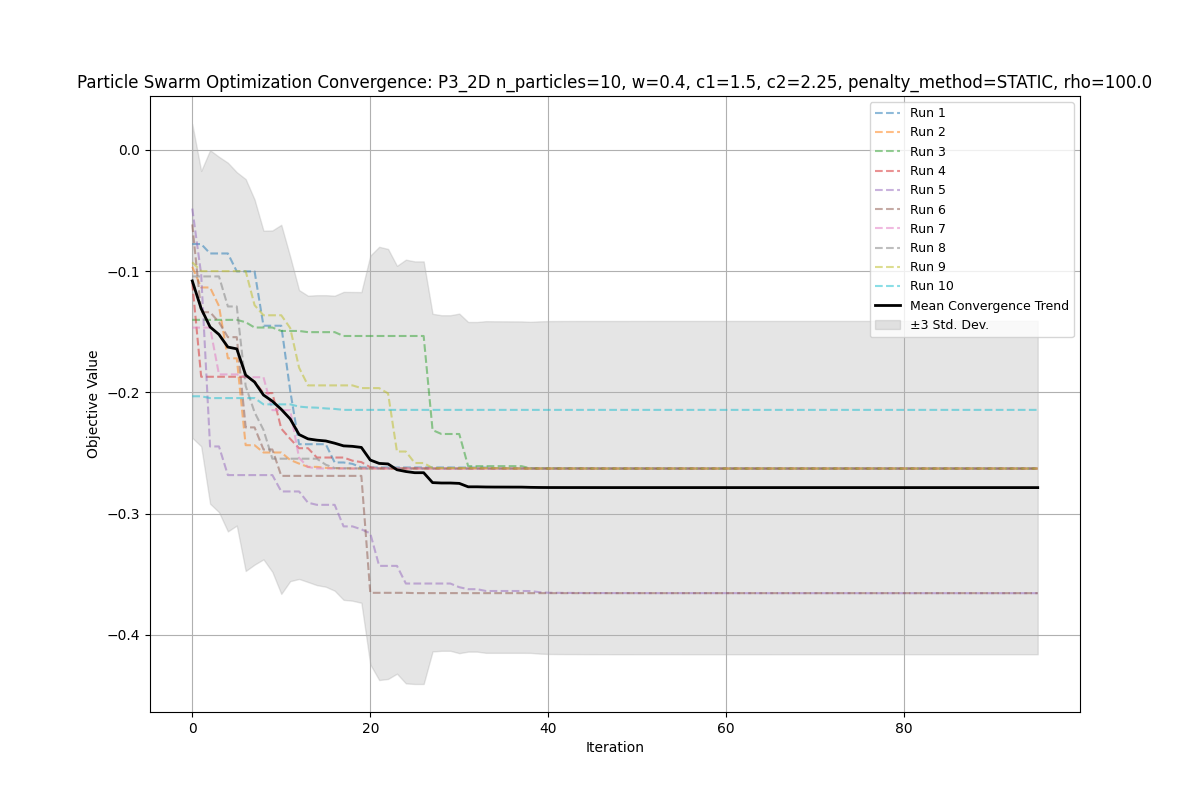 Particle Swarm Optimization Convergence: P3_2D n_particles=10, w=0.4, c1=1.5, c2=2.25, penalty_method=STATIC, rho=100.0
Run 1
Run 2
Run 3
Run 4
Run 5
Run 6
Run 7
Run 8
Run 9
Run 10
Mean Convergence Trend
±3 Std. Dev.
Objective Value
0.0
−0.1
−0.2
−0.3
−0.4
0
20
40
60
80
Iteration